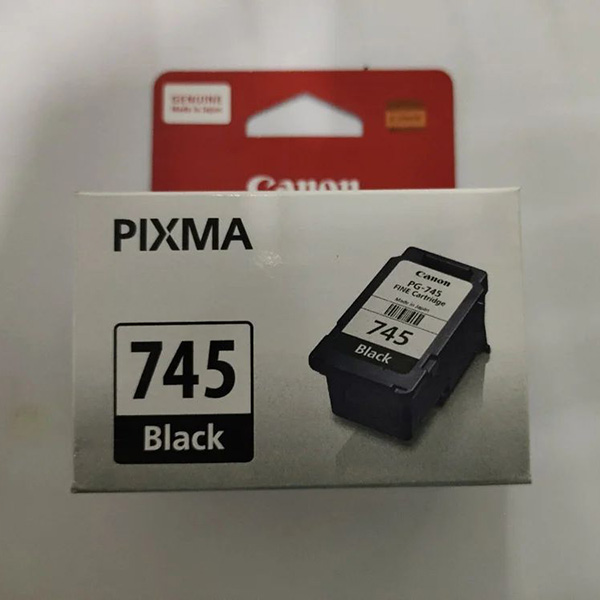 GENUINE
Made in Japan
Canon
PIXMA
745
Black
Canon
PG-745
FINE Cartridge
Made in Japan
745
Black